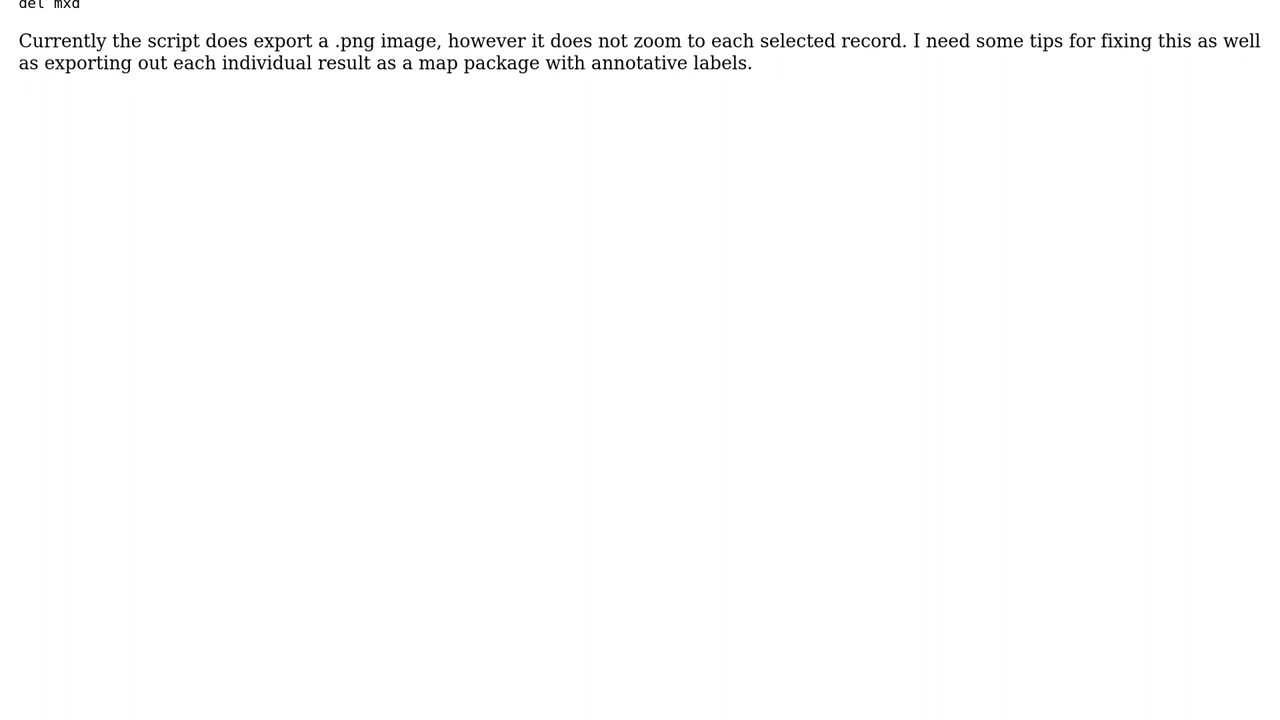 del mxd
Currently the script does export a .png image, however it does not zoom to each selected record. I need some tips for fixing this as well
as exporting out each individual result as a map package with annotative labels.